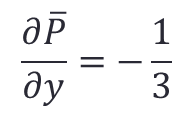 ∂P̅/∂y = − 1/3